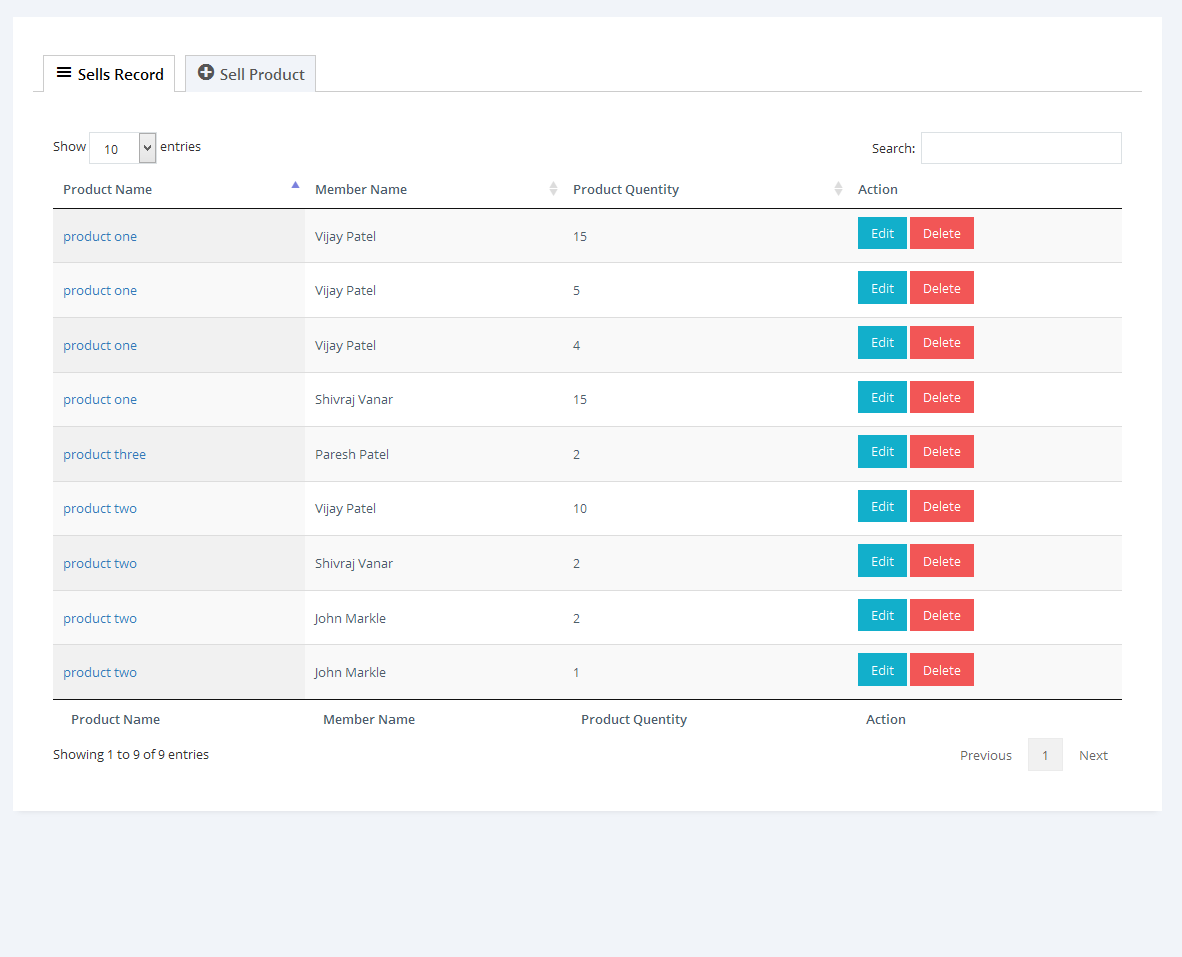 Sells Record Sell Product
Show 10 entries Search:
Product Name Member Name Product Quentity Action
product one Vijay Patel 15 Edit Delete
product one Vijay Patel 5 Edit Delete
product one Vijay Patel 4 Edit Delete
product one Shivraj Vanar 15 Edit Delete
product three Paresh Patel 2 Edit Delete
product two Vijay Patel 10 Edit Delete
product two Shivraj Vanar 2 Edit Delete
product two John Markle 2 Edit Delete
product two John Markle 1 Edit Delete
Product Name Member Name Product Quentity Action
Showing 1 to 9 of 9 entries Previous 1 Next